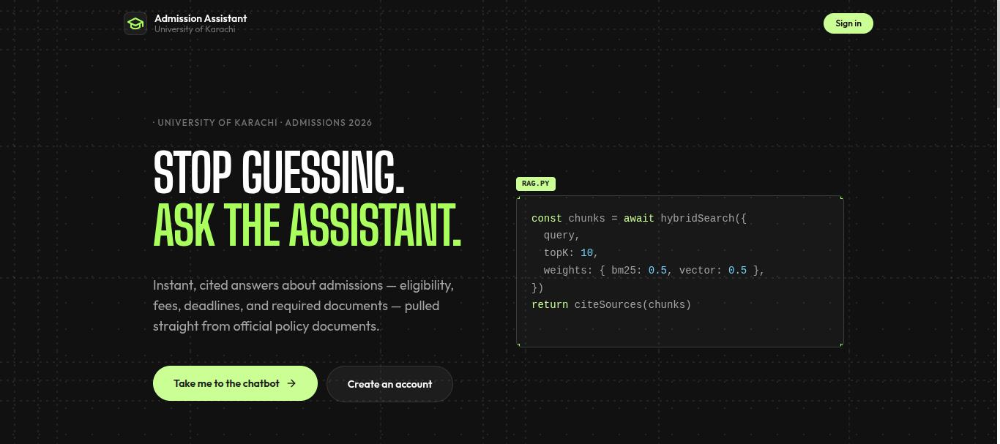 Admission Assistant
University of Karachi
Sign in
· UNIVERSITY OF KARACHI · ADMISSIONS 2026
STOP GUESSING.
ASK THE ASSISTANT.
Instant, cited answers about admissions — eligibility,
fees, deadlines, and required documents — pulled
straight from official policy documents.
Take me to the chatbot →
Create an account
RAG.PY
const chunks = await hybridSearch({
  query,
  topK: 10,
  weights: { bm25: 0.5, vector: 0.5 },
})
return citeSources(chunks)